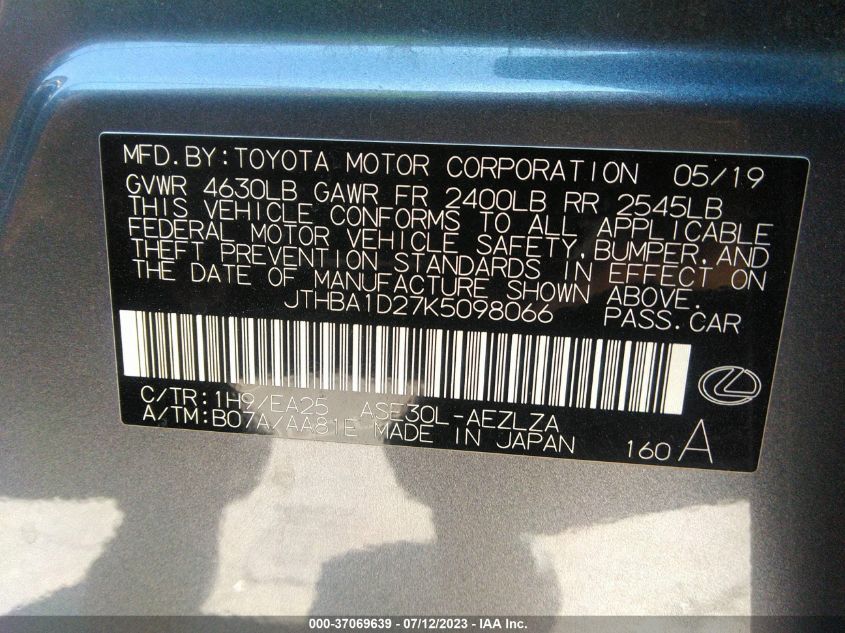 MFD.BY:TOYOTA MOTOR CORPORATION 05/19
GVWR 4630LB GAWR FR 2400LB RR 2545LB
THIS VEHICLE CONFORMS TO ALL APPLICABLE
FEDERAL MOTOR VEHICLE SAFETY,BUMPER,AND
THEFT PREVENTION STANDARDS IN EFFECT ON
THE DATE OF MANUFACTURE SHOWN ABOVE.
JTHBA1D27K5098066 PASS.CAR
C/TR:1H9/EA25 ASE30L-AEZLZA
A/TM:B07A/AA81E MADE IN JAPAN 160 A
000-37069639 - 07/12/2023 - IAA Inc.